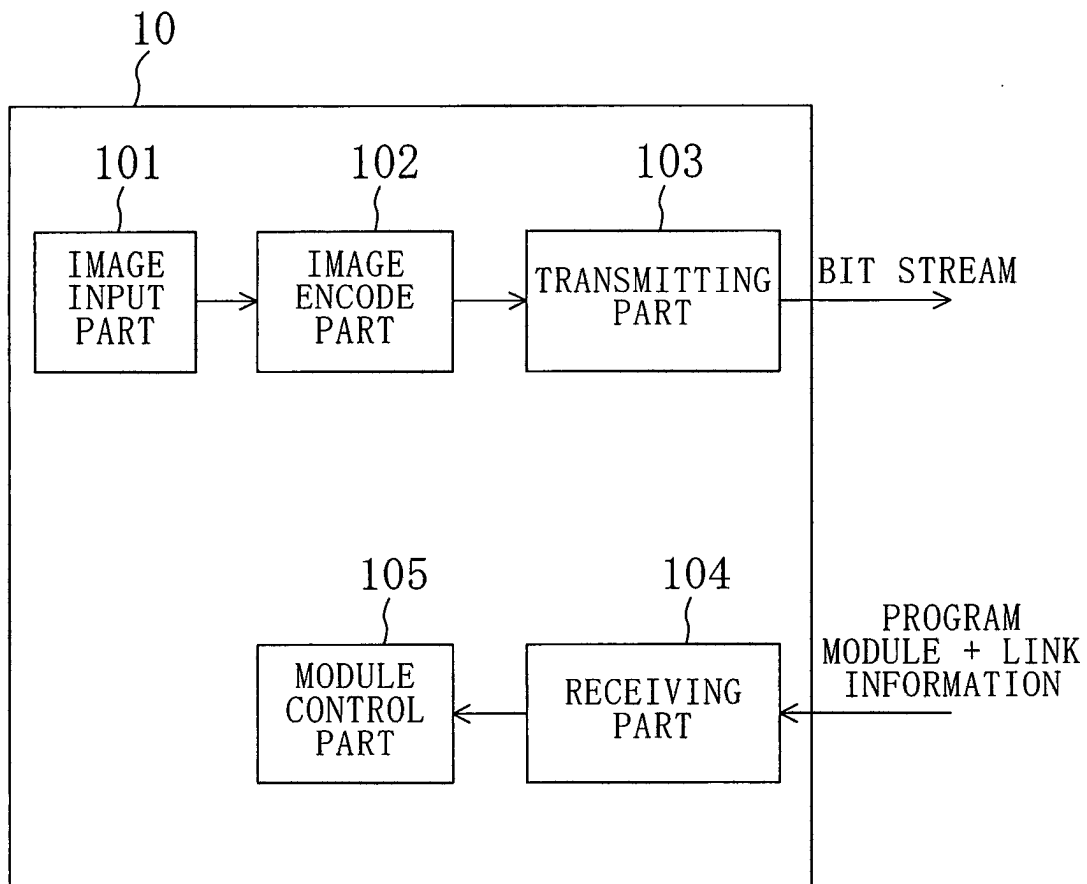 10
101
102
103
IMAGE
INPUT
PART
IMAGE
ENCODE
PART
TRANSMITTING
PART
BIT STREAM
105
104
MODULE
CONTROL
PART
RECEIVING
PART
PROGRAM
MODULE + LINK
INFORMATION